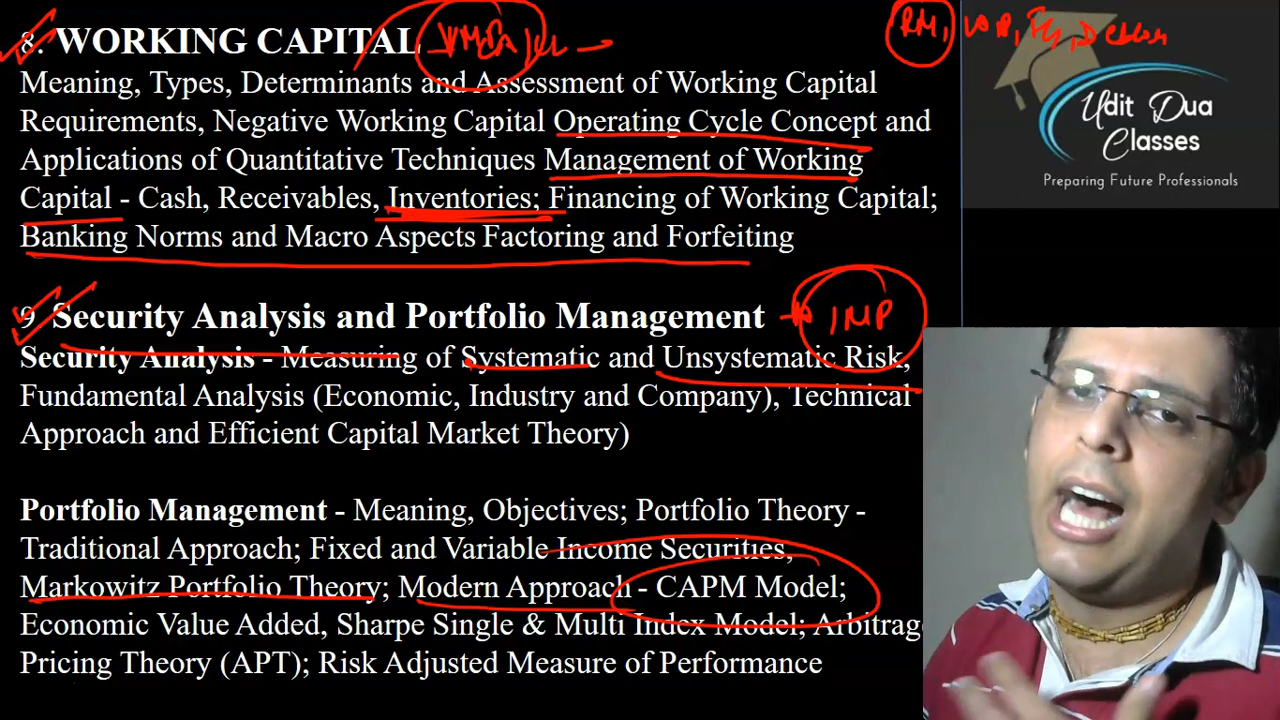 8. WORKING CAPITAL
RM,
Meaning, Types, Determinants and Assessment of Working Capital
Requirements, Negative Working Capital Operating Cycle Concept and
Applications of Quantitative Techniques Management of Working
Capital - Cash, Receivables, Inventories; Financing of Working Capital;
Banking Norms and Macro Aspects Factoring and Forfeiting
Udit Dua
Classes
Preparing Future Professionals
9 Security Analysis and Portfolio Management
IMP
Security Analysis - Measuring of Systematic and Unsystematic Risk,
Fundamental Analysis (Economic, Industry and Company), Technical
Approach and Efficient Capital Market Theory)
Portfolio Management - Meaning, Objectives; Portfolio Theory -
Traditional Approach; Fixed and Variable Income Securities,
Markowitz Portfolio Theory; Modern Approach - CAPM Model;
Economic Value Added, Sharpe Single & Multi Index Model; Arbitrage
Pricing Theory (APT); Risk Adjusted Measure of Performance